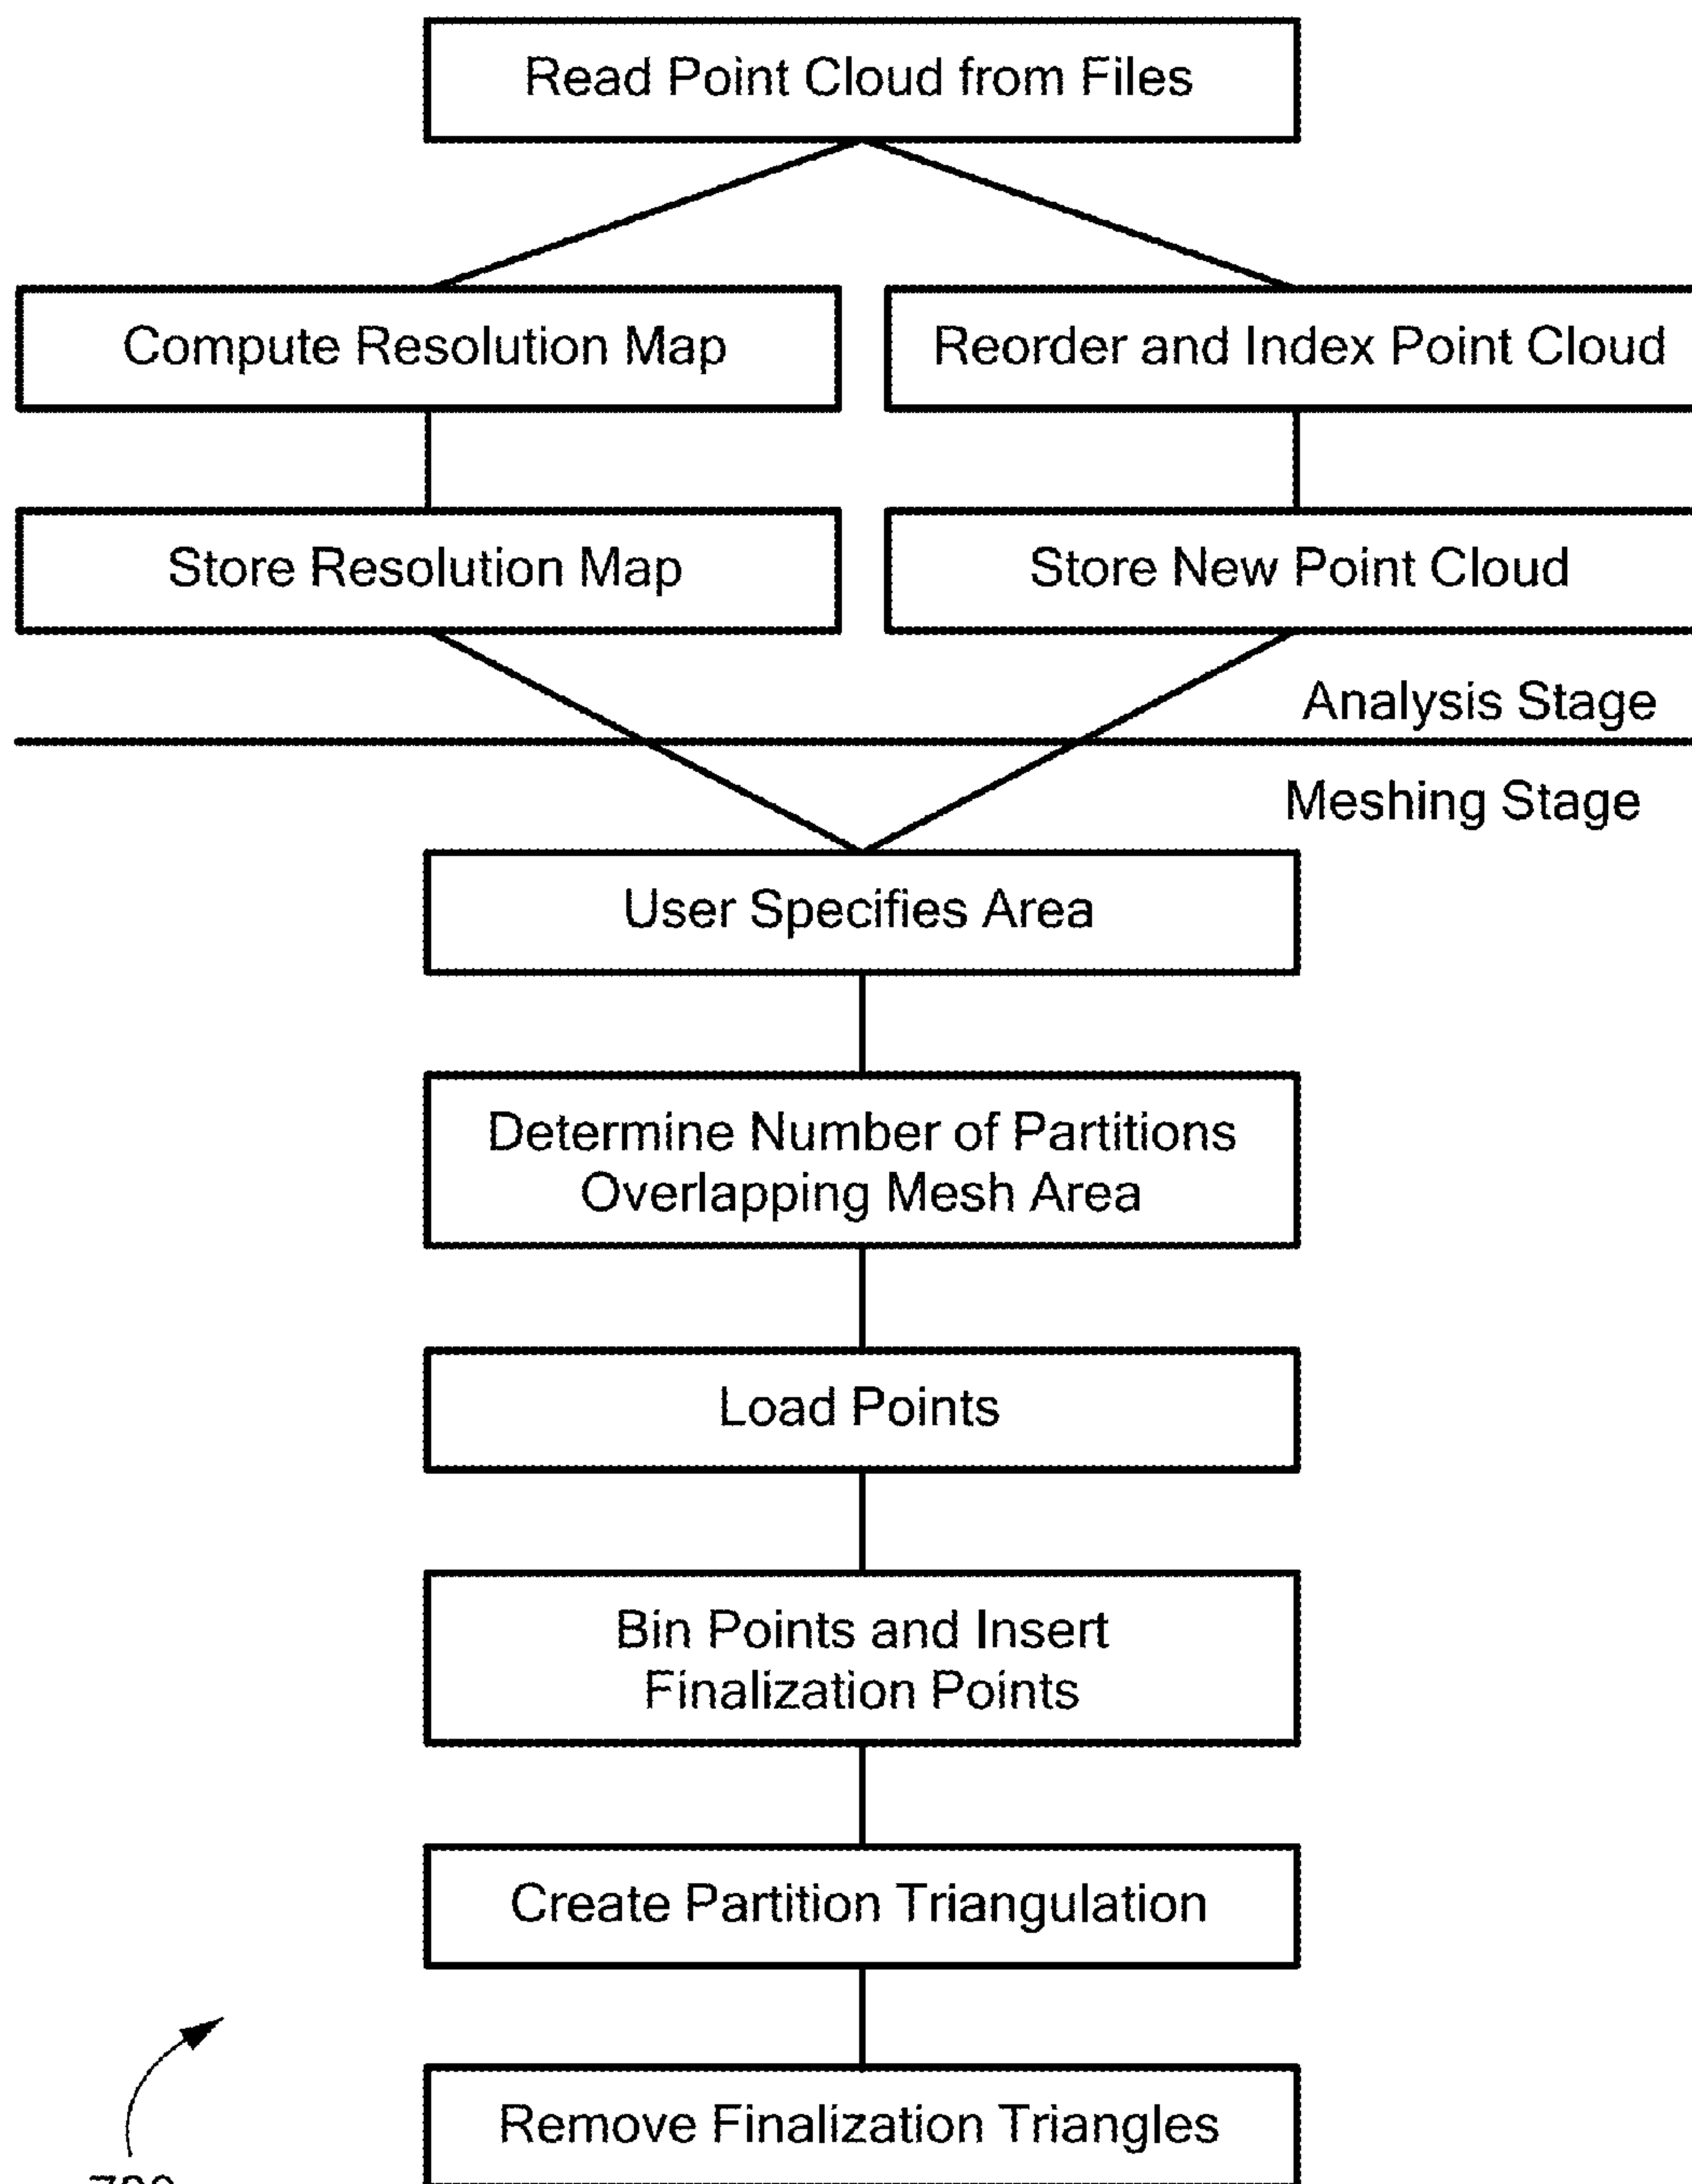 Read Point Cloud from Files
Compute Resolution Map
Reorder and Index Point Cloud
Store Resolution Map
Store New Point Cloud
Analysis Stage
Meshing Stage
User Specifies Area
Determine Number of Partitions
Overlapping Mesh Area
Load Points
Bin Points and Insert
Finalization Points
Create Partition Triangulation
Remove Finalization Triangles